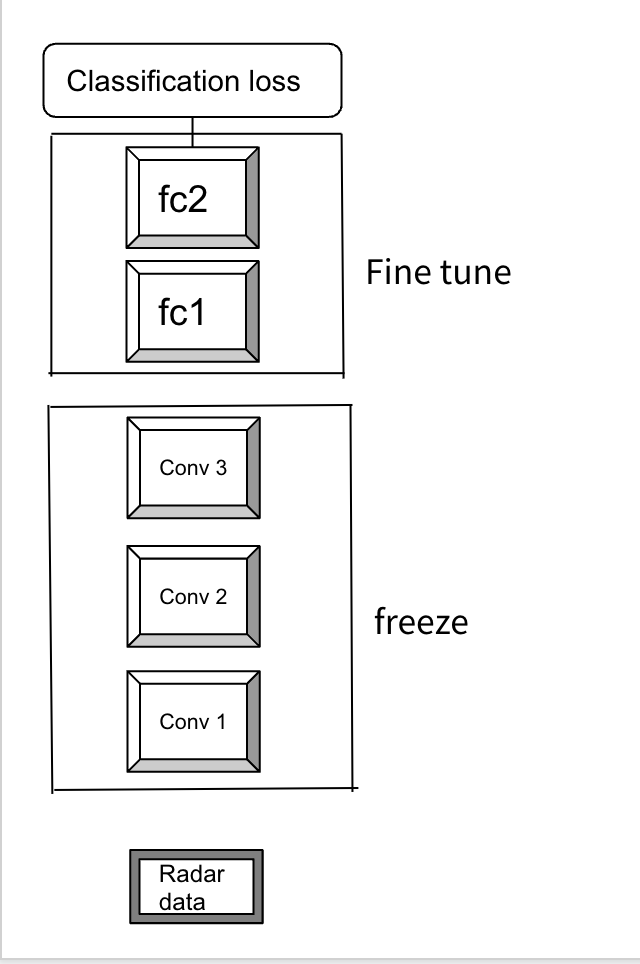 Classification loss
fc2
Fine tune
fc1
Conv 3
Conv 2
freeze
Conv 1
Radar
data